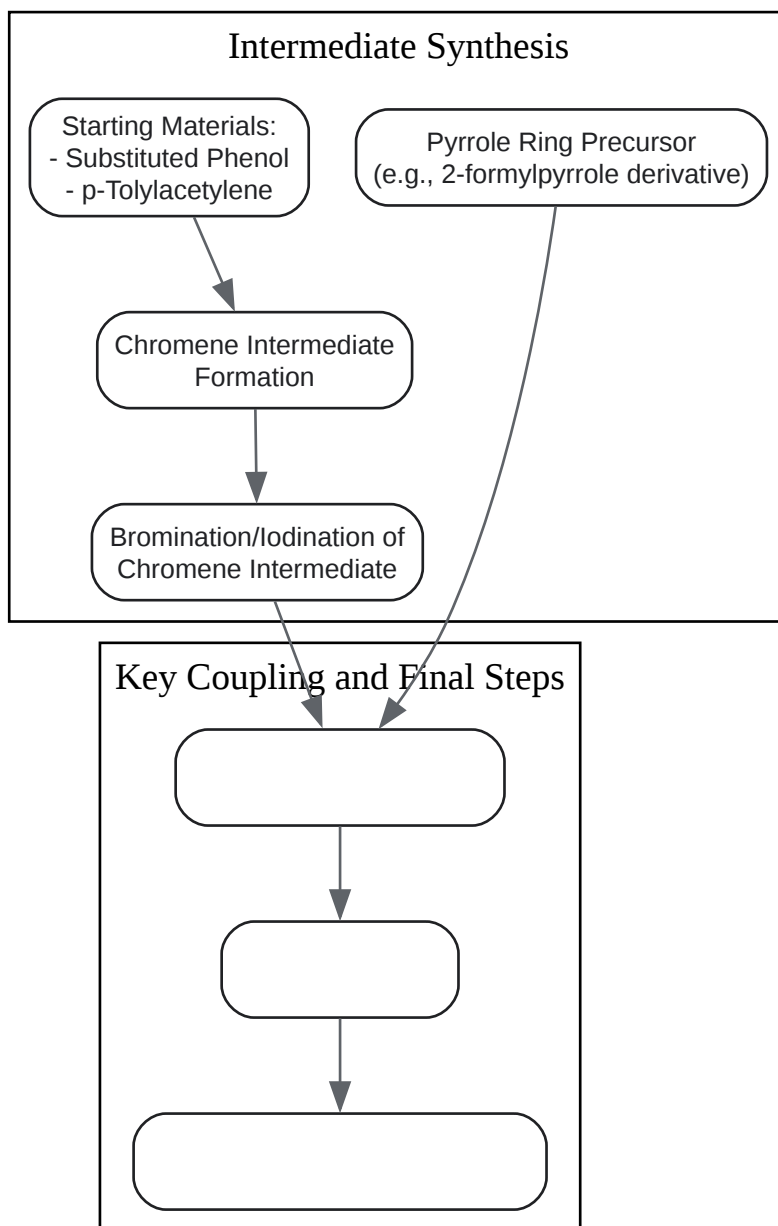 Intermediate Synthesis
Starting Materials:
- Substituted Phenol
- p-Tolylacetylene
Pyrrole Ring Precursor
(e.g., 2-formylpyrrole derivative)
Chromene Intermediate
Formation
Bromination/Iodination of
Chromene Intermediate
Key Coupling and Final Steps